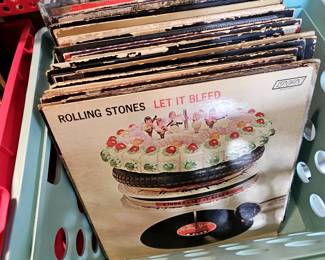 ROLLING STONES LET IT BLEED
LONDON